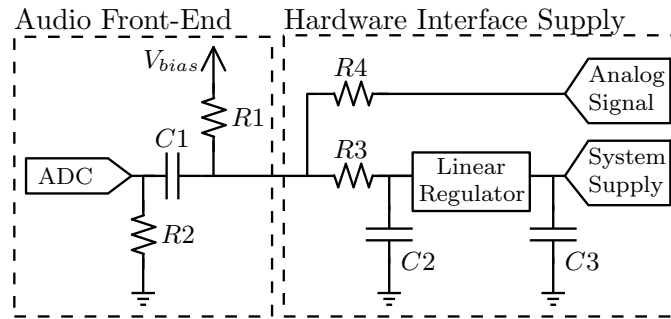 Audio Front-End
Hardware Interface Supply
V_bias
R4
Analog
Signal
R1
C1
R3
ADC
Linear
Regulator
System
Supply
R2
C2
C3